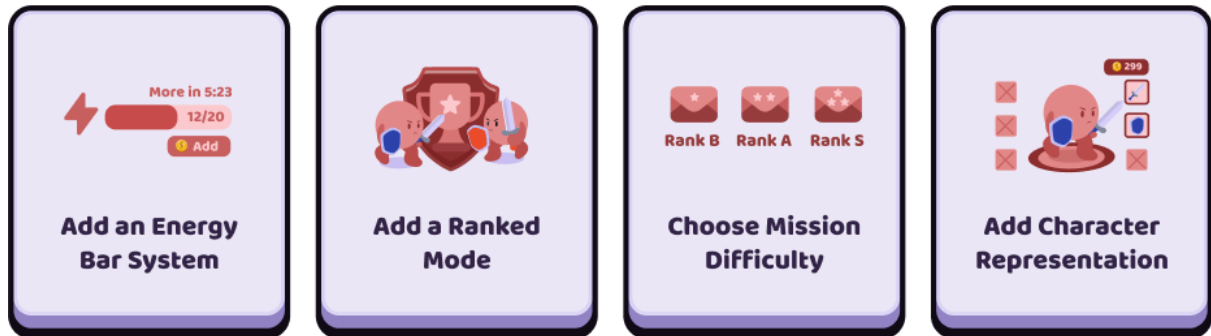 More in 5:23
12/20
Add
Add an Energy
Bar System
Add a Ranked
Mode
Rank B Rank A Rank S
Choose Mission
Difficulty
299
Add Character
Representation